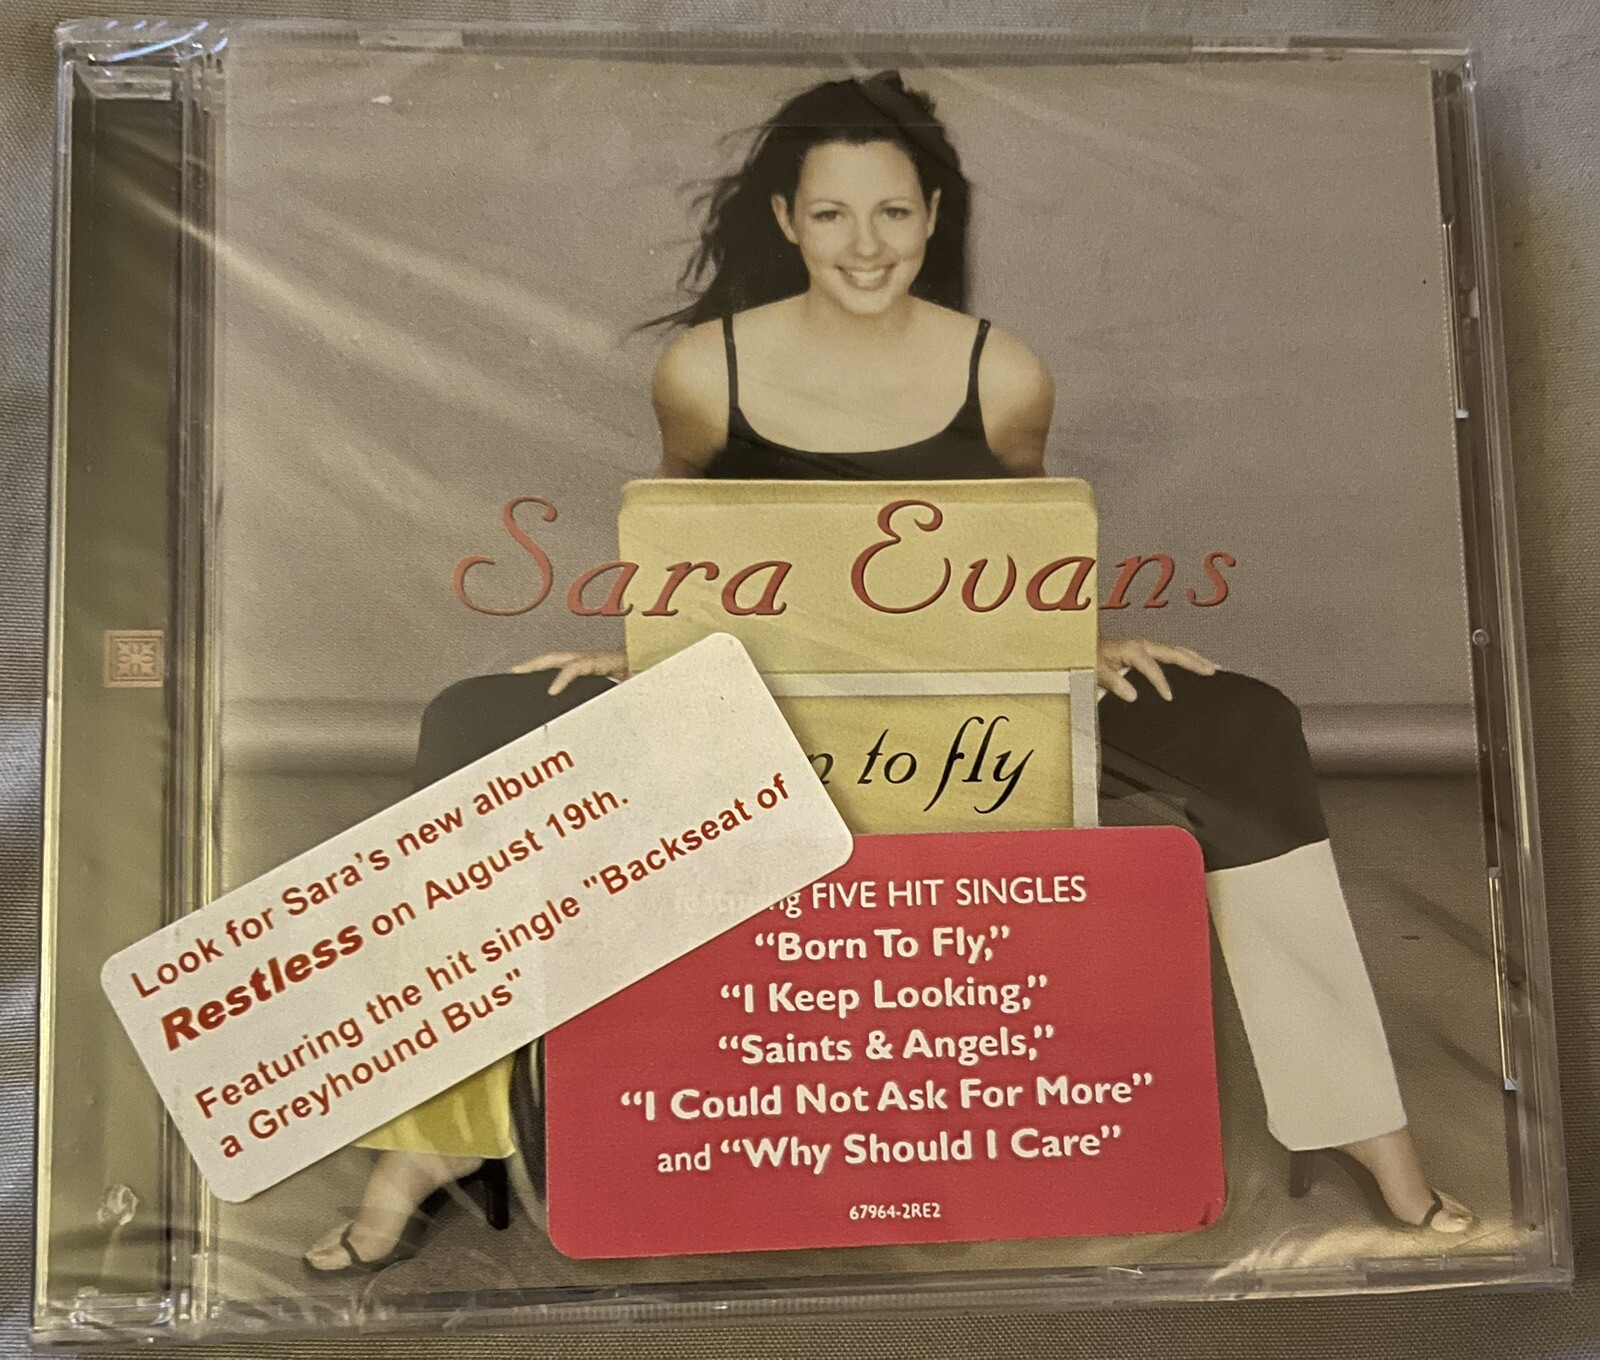 Sara Evans
to fly
Look for Sara's new album
Restless on August 19th.
Featuring the hit single "Backseat of
a Greyhound Bus"
FIVE HIT SINGLES
“Born To Fly,”
“I Keep Looking,”
“Saints & Angels,”
“I Could Not Ask For More”
and “Why Should I Care”
67964-2RE2